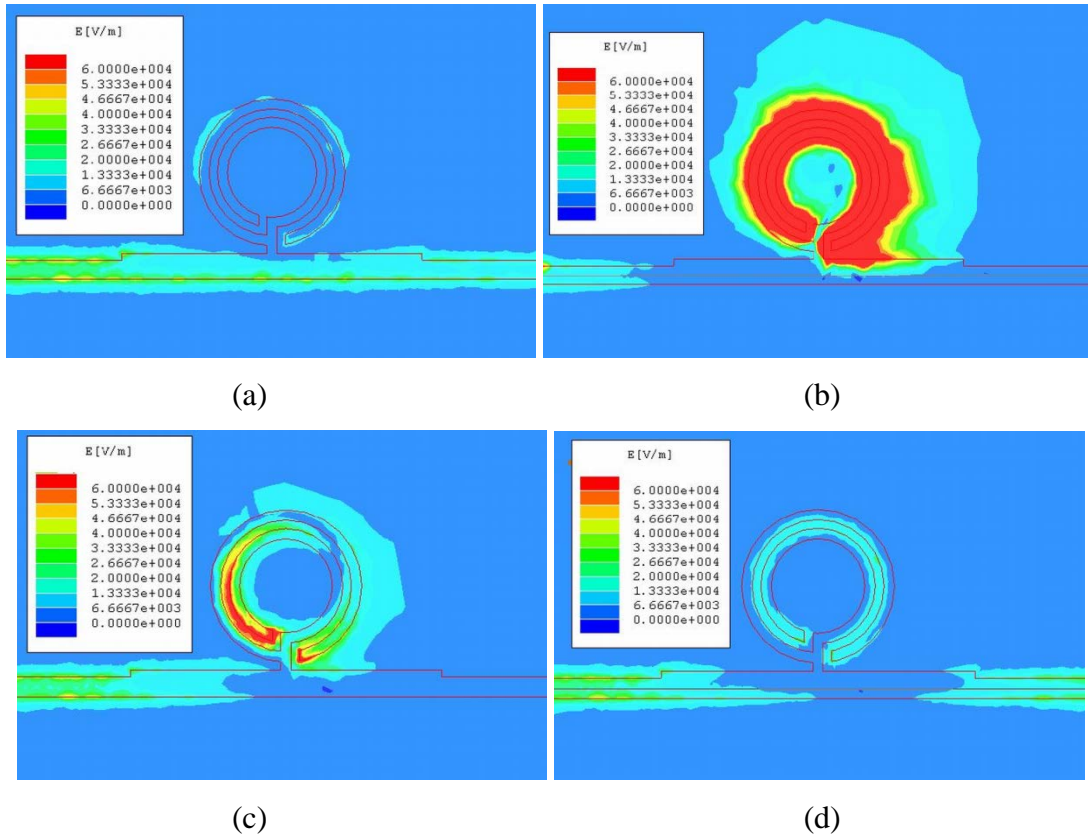 E[V/m]
6.0000e+004
5.3333e+004
4.6667e+004
4.0000e+004
3.3333e+004
2.6667e+004
2.0000e+004
1.3333e+004
6.6667e+003
0.0000e+000
E[V/m]
6.0000e+004
5.3333e+004
4.6667e+004
4.0000e+004
3.3333e+004
2.6667e+004
2.0000e+004
1.3333e+004
6.6667e+003
0.0000e+000
(a)
(b)
E[V/m]
6.0000e+004
5.3333e+004
4.6667e+004
4.0000e+004
3.3333e+004
2.6667e+004
2.0000e+004
1.3333e+004
6.6667e+003
0.0000e+000
E[V/m]
6.0000e+004
5.3333e+004
4.6667e+004
4.0000e+004
3.3333e+004
2.6667e+004
2.0000e+004
1.3333e+004
6.6667e+003
0.0000e+000
(c)
(d)